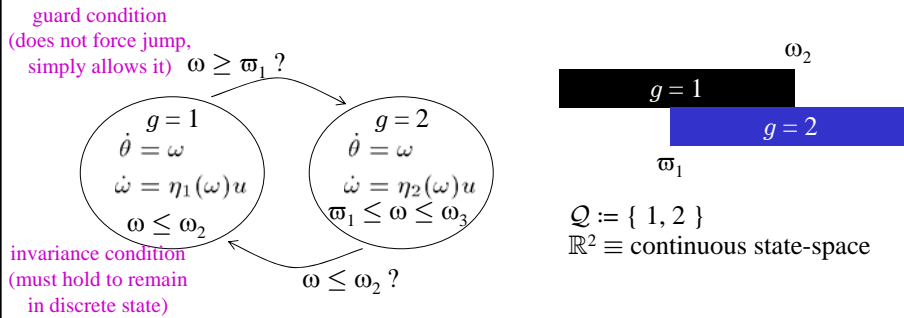 guard condition
(does not force jump,
simply allows it)
ω ≥ ϖ₁ ?
g = 1
θ̇ = ω
ω̇ = η₁(ω)u
ω ≤ ω₂
g = 2
θ̇ = ω
ω̇ = η₂(ω)u
ϖ₁ ≤ ω ≤ ω₃
invariance condition
(must hold to remain
in discrete state)
ω ≤ ω₂ ?
ω₂
g = 1
g = 2
ϖ₁
𝒬 := { 1, 2 }
ℝ² ≡ continuous state-space